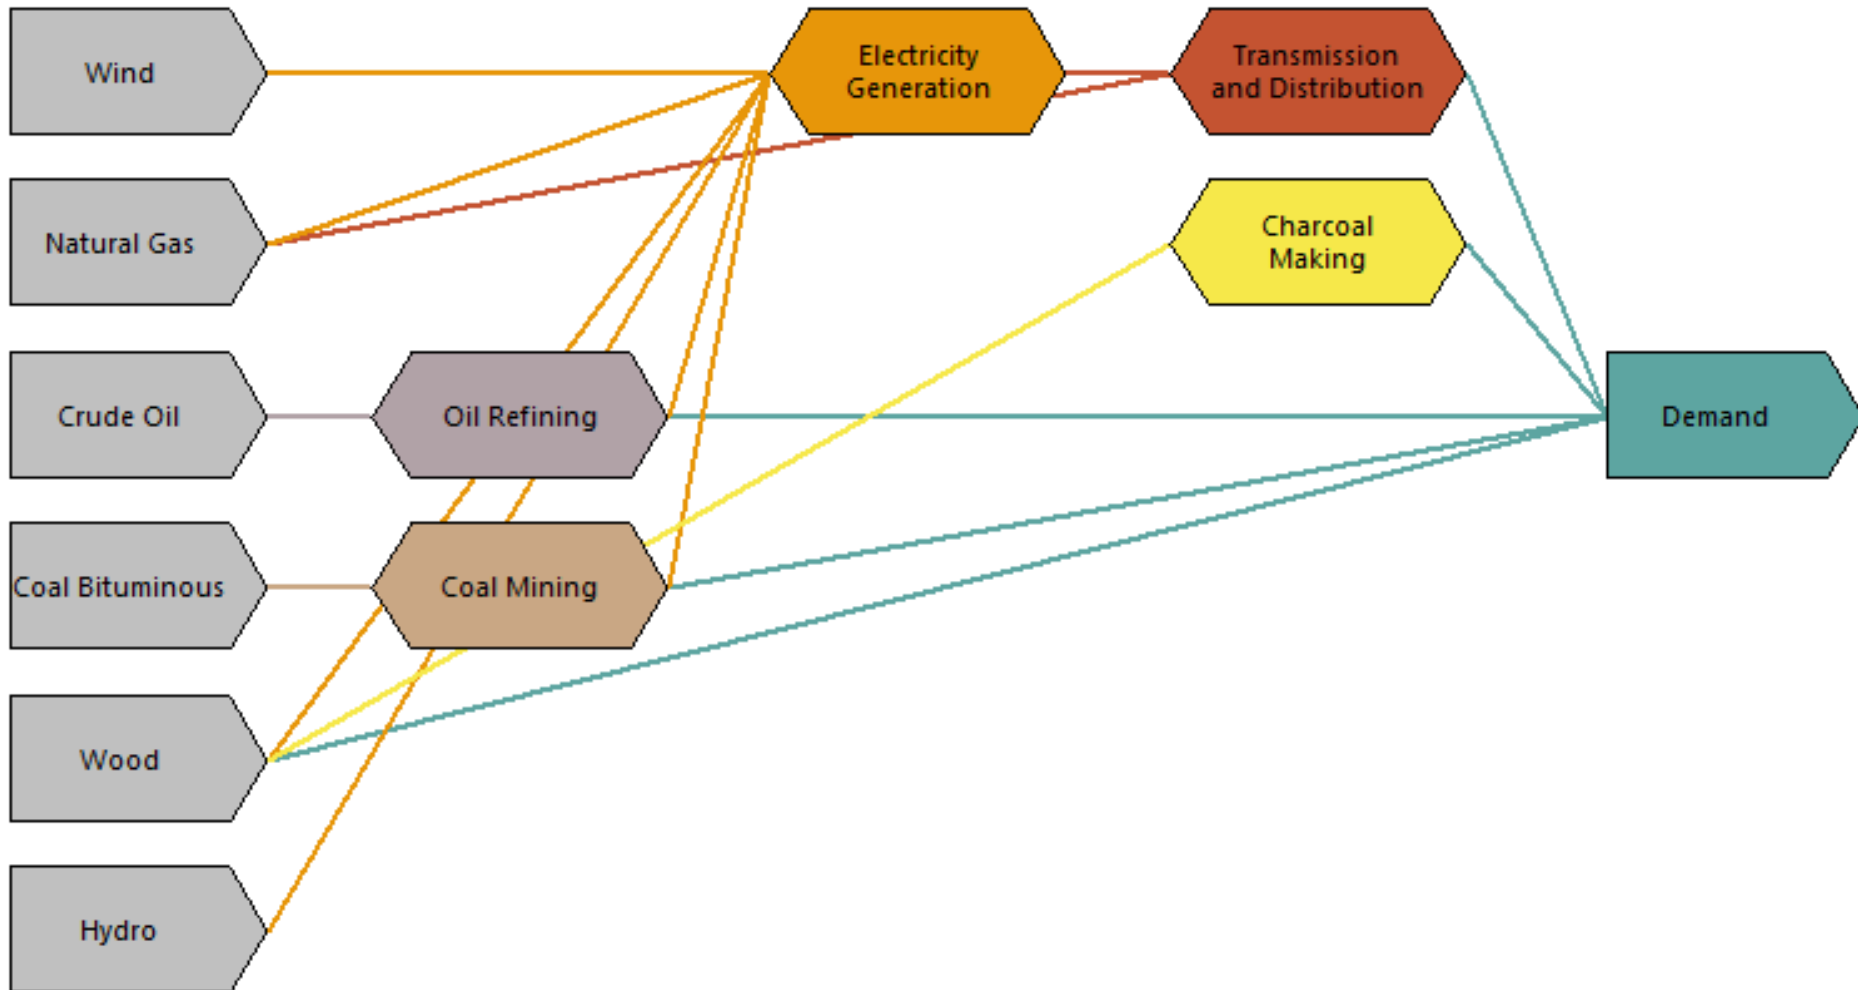 Wind
Electricity
Generation
Transmission
and Distribution
Natural Gas
Charcoal
Making
Crude Oil
Oil Refining
Demand
Coal Bituminous
Coal Mining
Wood
Hydro